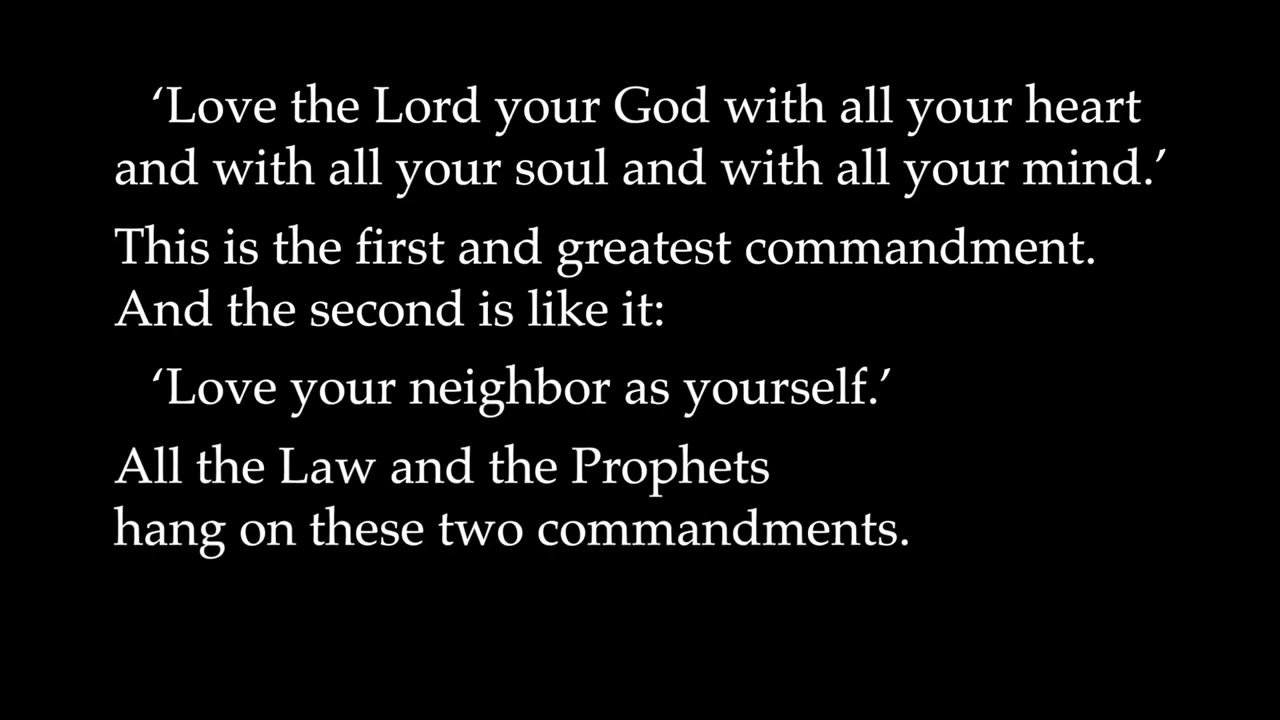 ‘Love the Lord your God with all your heart
and with all your soul and with all your mind.’
This is the first and greatest commandment.
And the second is like it:
‘Love your neighbor as yourself.’
All the Law and the Prophets
hang on these two commandments.